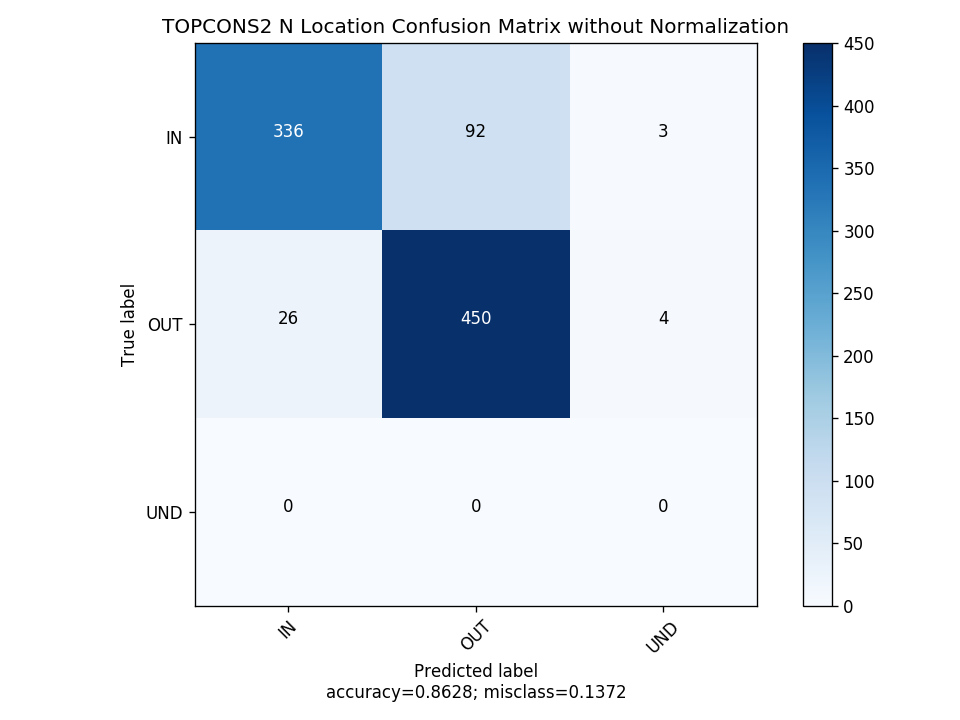 TOPCONS2 N Location Confusion Matrix without Normalization
IN
336
92
3
OUT
26
450
4
UND
0
0
0
True label
IN
OUT
UND
Predicted label
accuracy=0.8628; misclass=0.1372
450
400
350
300
250
200
150
100
50
0